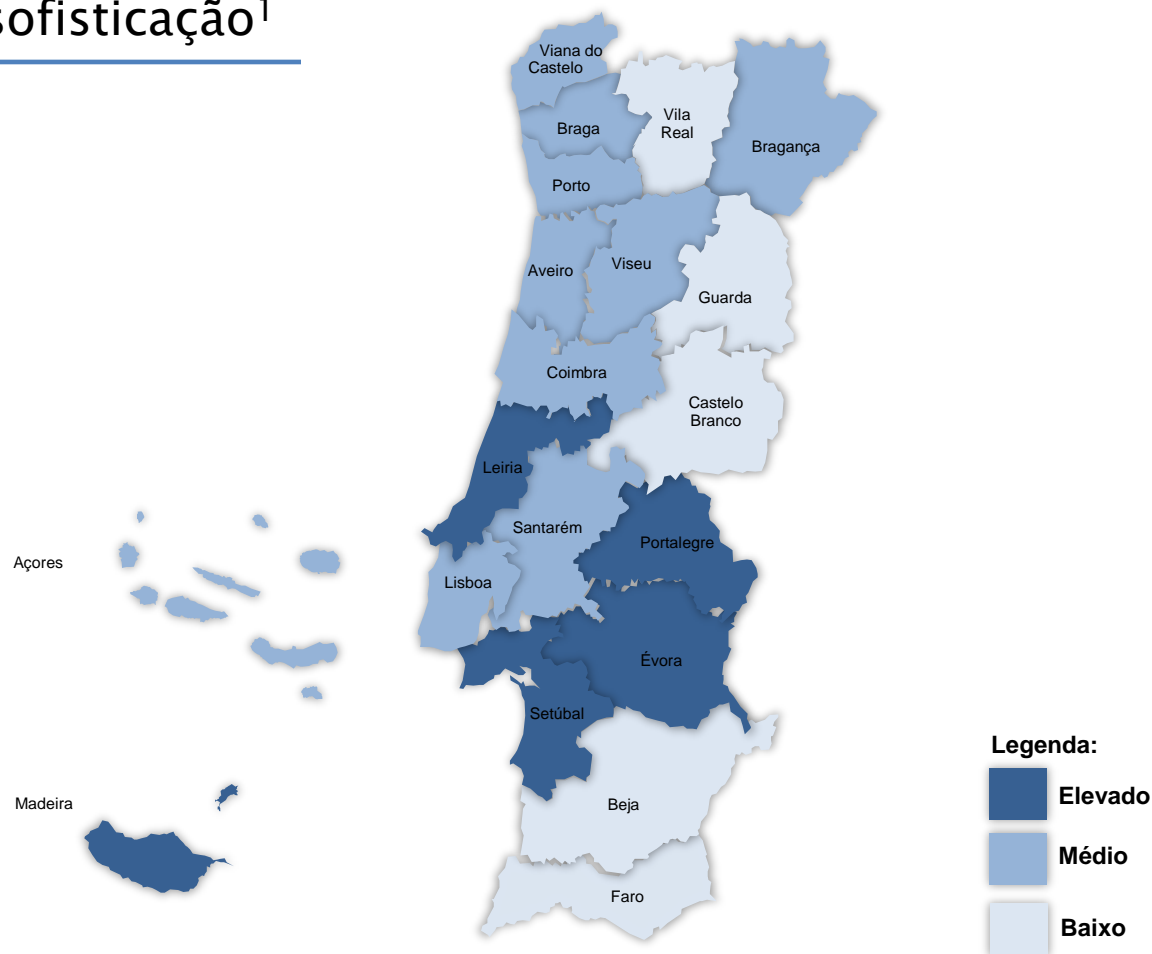 sofisticação1
Viana do
Castelo
Braga
Vila
Real
Bragança
Porto
Aveiro
Viseu
Guarda
Coimbra
Castelo
Branco
Leiria
Santarém
Portalegre
Açores
Lisboa
Évora
Setúbal
Madeira
Beja
Faro
Legenda:
Elevado
Médio
Baixo